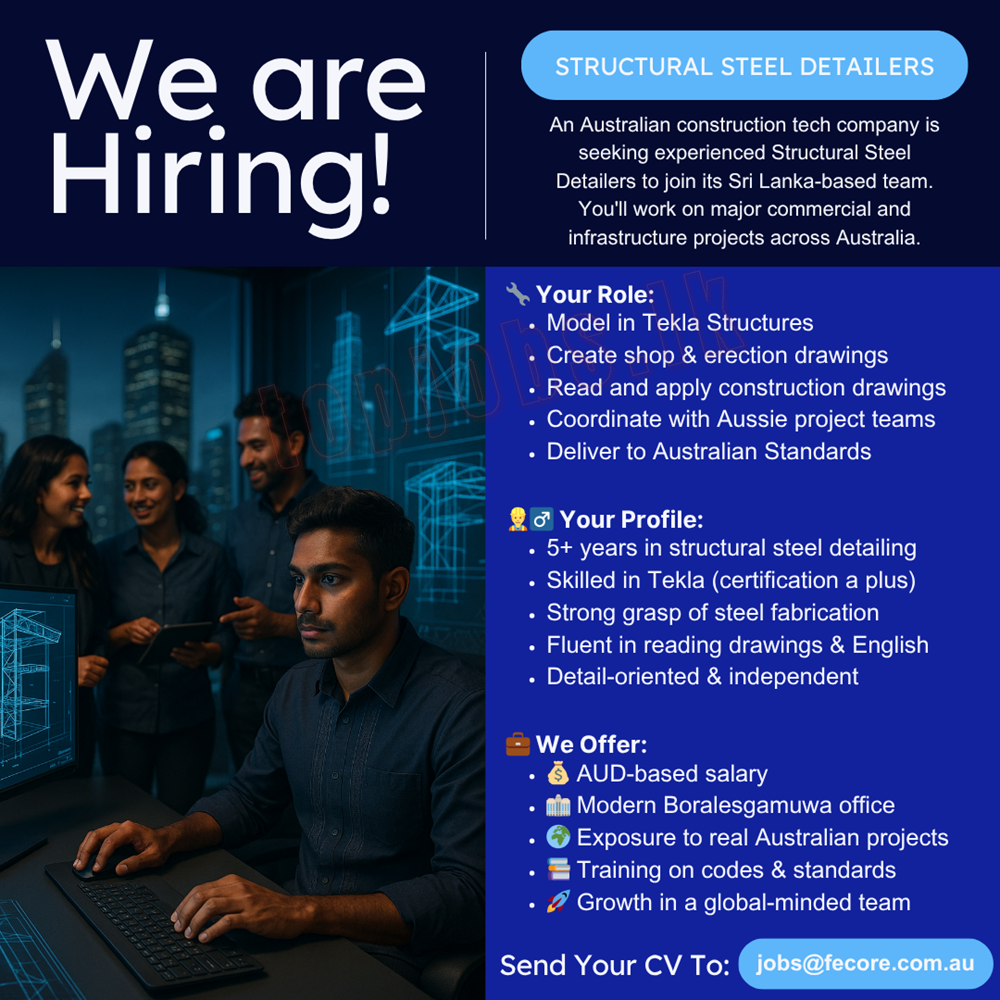 We are
Hiring!
STRUCTURAL STEEL DETAILERS
An Australian construction tech company is
seeking experienced Structural Steel
Detailers to join its Sri Lanka-based team.
You'll work on major commercial and
infrastructure projects across Australia.
🔧 Your Role:
• Model in Tekla Structures
• Create shop & erection drawings
• Read and apply construction drawings
• Coordinate with Aussie project teams
• Deliver to Australian Standards
👷♂️ Your Profile:
• 5+ years in structural steel detailing
• Skilled in Tekla (certification a plus)
• Strong grasp of steel fabrication
• Fluent in reading drawings & English
• Detail-oriented & independent
💼 We Offer:
• 💰 AUD-based salary
• 🏢 Modern Boralesgamuwa office
• 🌍 Exposure to real Australian projects
• 📚 Training on codes & standards
• 🚀 Growth in a global-minded team
Send Your CV To: jobs@fecore.com.au
topjobs.lk